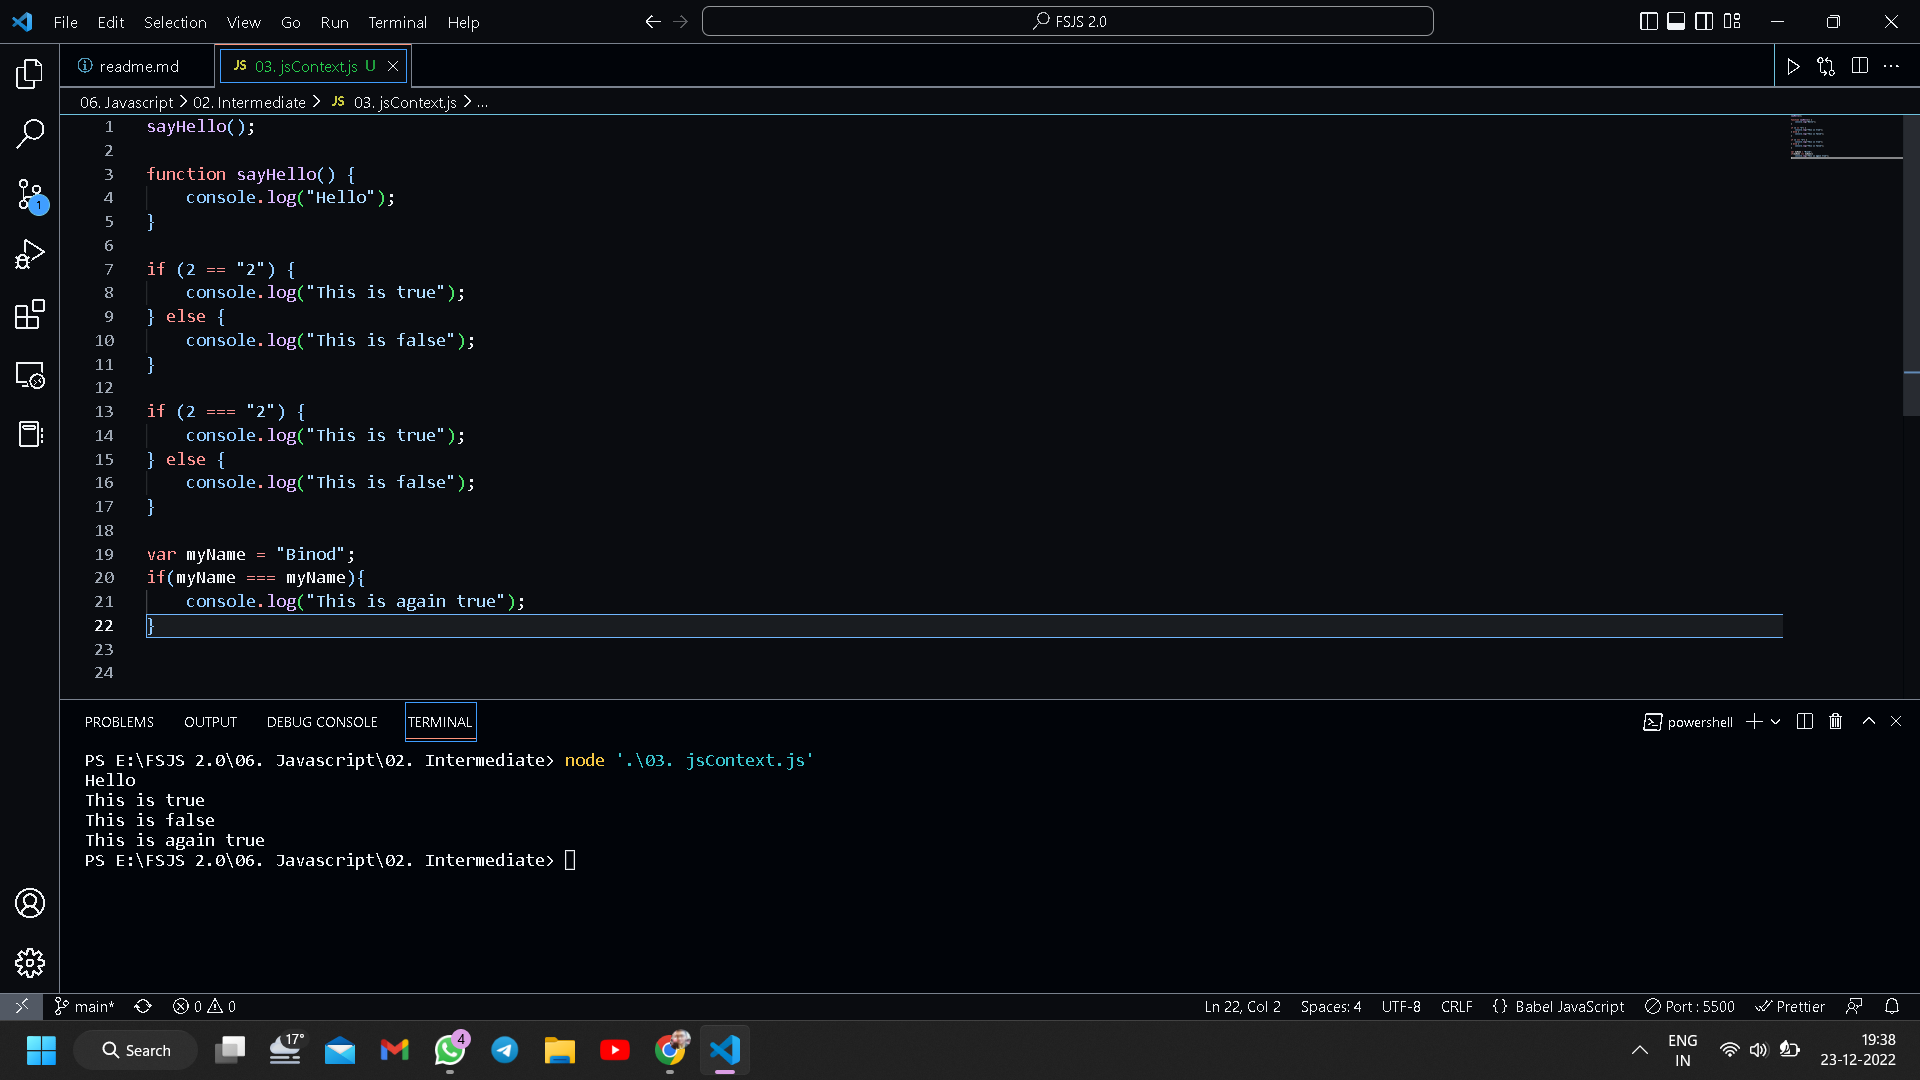 File Edit Selection View Go Run Terminal Help FSJS 2.0
readme.md JS 03. jsContext.js U
06. Javascript > 02. Intermediate > JS 03. jsContext.js > ...
1 sayHello();
2
3 function sayHello() {
4 console.log("Hello");
5 }
6
7 if (2 == "2") {
8 console.log("This is true");
9 } else {
10 console.log("This is false");
11 }
12
13 if (2 === "2") {
14 console.log("This is true");
15 } else {
16 console.log("This is false");
17 }
18
19 var myName = "Binod";
20 if(myName === myName){
21 console.log("This is again true");
22 }
23
24
1
PROBLEMS OUTPUT DEBUG CONSOLE TERMINAL powershell
PS E:\FSJS 2.0\06. Javascript\02. Intermediate> node '.\03. jsContext.js'
Hello
This is true
This is false
This is again true
PS E:\FSJS 2.0\06. Javascript\02. Intermediate>
main* 0 0 Ln 22, Col 2 Spaces: 4 UTF-8 CRLF {} Babel JavaScript Port : 5500 Prettier
Search 17° 4 ENG IN 19:38 23-12-2022